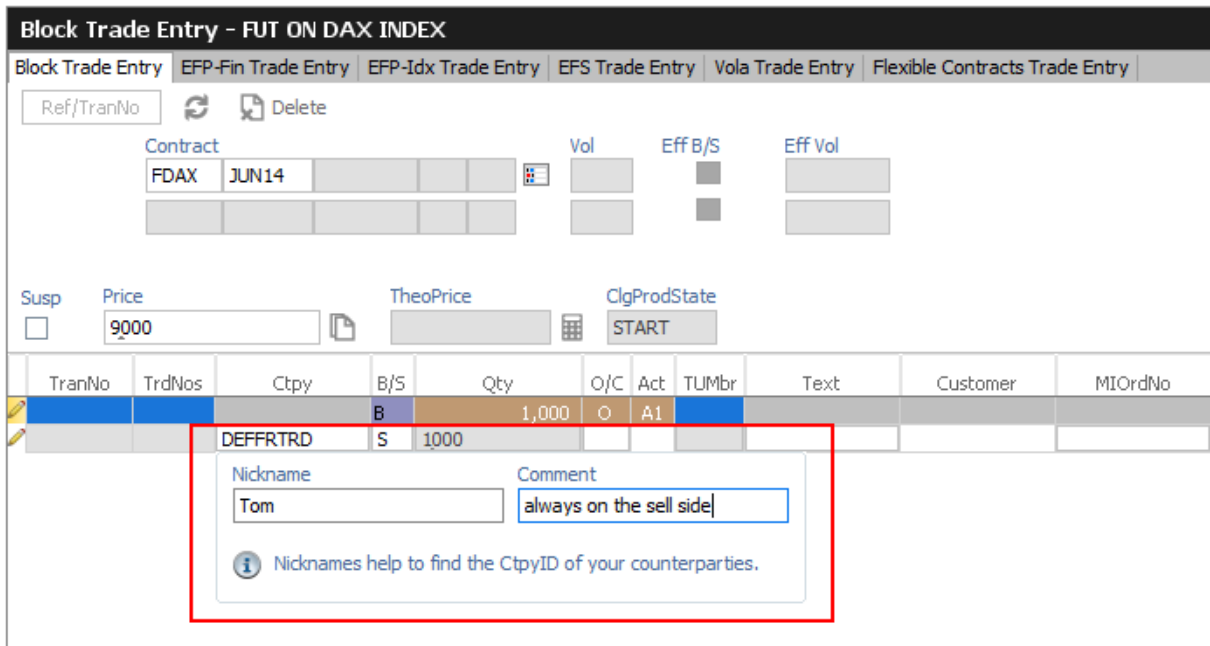 Block Trade Entry - FUT ON DAX INDEX
Block Trade Entry EFP-Fin Trade Entry EFP-Idx Trade Entry EFS Trade Entry Vola Trade Entry Flexible Contracts Trade Entry
Ref/TranNo Delete
Contract Vol Eff B/S Eff Vol
FDAX JUN14
Susp Price TheoPrice ClgProdState
9000 START
TranNo TrdNos Ctpy B/S Qty O/C Act TUMbr Text Customer MIOrdNo
B 1,000 O A1
DEFFRTRD S 1000
Nickname Comment
Tom always on the sell side
Nicknames help to find the CtpyID of your counterparties.